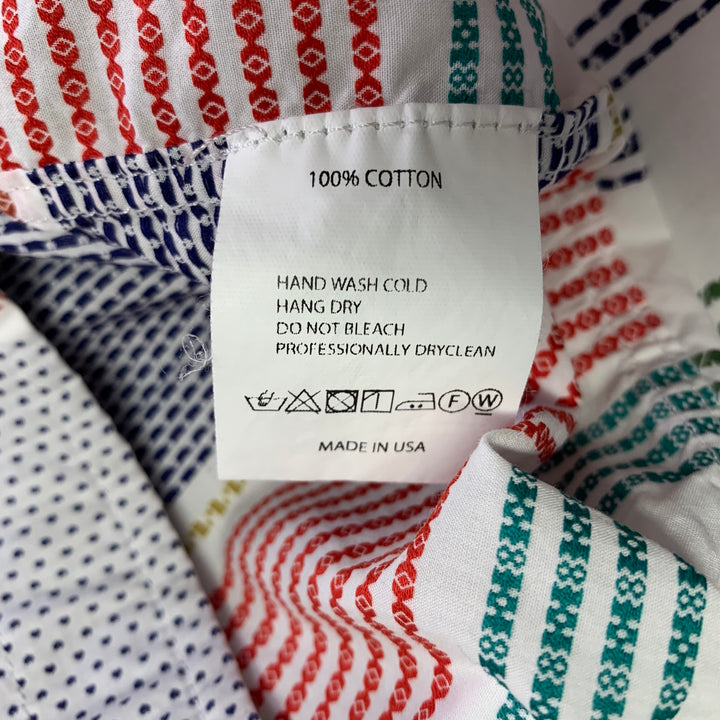 100% COTTON
HAND WASH COLD
HANG DRY
DO NOT BLEACH
PROFESSIONALLY DRYCLEAN
F W
MADE IN USA